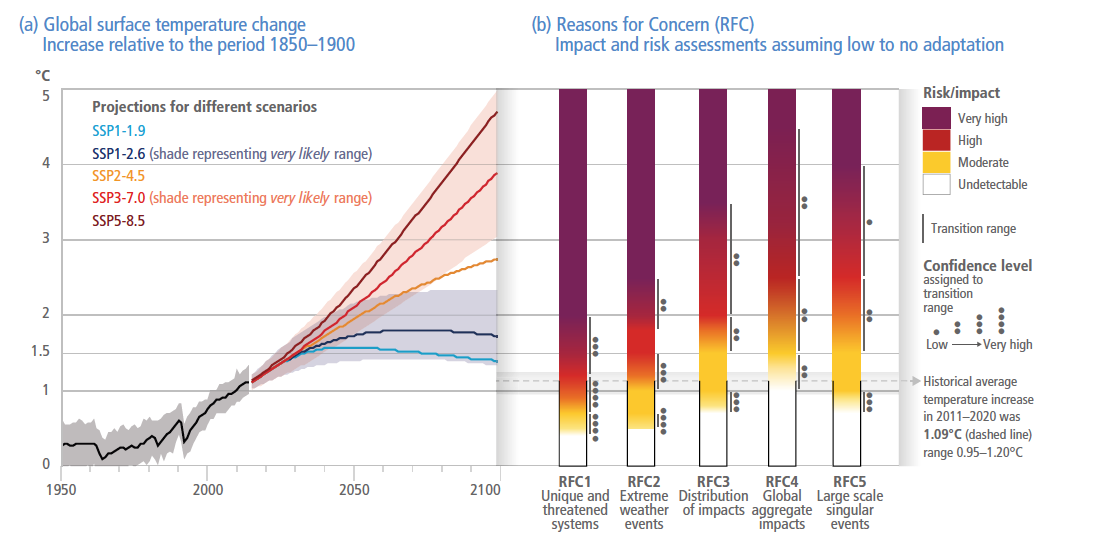 (a) Global surface temperature change
Increase relative to the period 1850–1900
°C
5
4
3
2
1.5
1
0
Projections for different scenarios
SSP1-1.9
SSP1-2.6 (shade representing very likely range)
SSP2-4.5
SSP3-7.0 (shade representing very likely range)
SSP5-8.5
1950
2000
2050
2100
(b) Reasons for Concern (RFC)
Impact and risk assessments assuming low to no adaptation
RFC1
Unique and
threatened
systems
RFC2
Extreme
weather
events
RFC3
Distribution
of impacts
RFC4
Global
aggregate
impacts
RFC5
Large scale
singular
events
Risk/impact
Very high
High
Moderate
Undetectable
Transition range
Confidence level
assigned to
transition
range
Low
Very high
Historical average
temperature increase
in 2011–2020 was
1.09°C (dashed line)
range 0.95–1.20°C